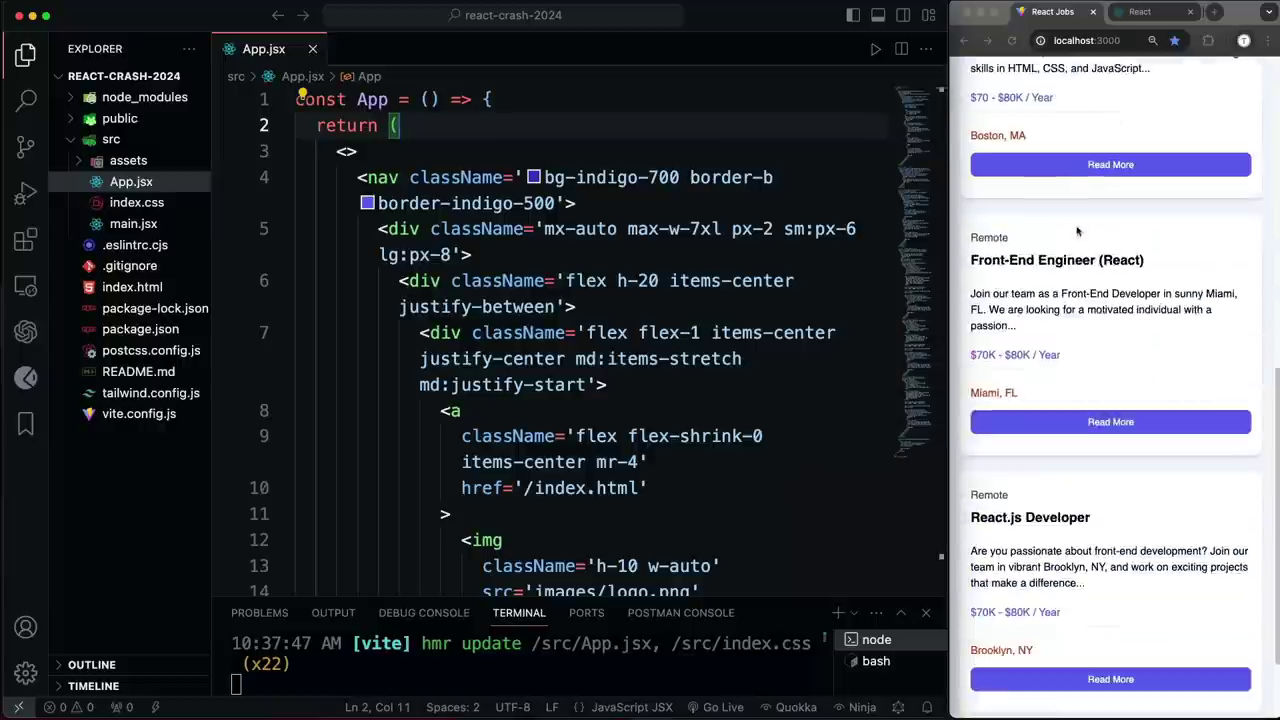 react-crash-2024
EXPLORER
REACT-CRASH-2024
node_modules
public
src
assets
App.jsx
index.css
main.jsx
.eslintrc.cjs
.gitignore
index.html
package-lock.json
package.json
postcss.config.js
README.md
tailwind.config.js
vite.config.js
OUTLINE
TIMELINE
App.jsx
src > App.jsx > App
1 const App = () => {
2 return (
3 <>
4 <nav className='bg-indigo-700 border-b
border-indigo-500'>
5 <div className='mx-auto max-w-7xl px-2 sm:px-6
lg:px-8'>
6 <div className='flex h-20 items-center
justify-between'>
7 <div className='flex flex-1 items-center
justify-center md:items-stretch
md:justify-start'>
8 <a
9 className='flex flex-shrink-0
items-center mr-4'
10 href='/index.html'
11 >
12 <img
13 className='h-10 w-auto'
14 src='images/logo.png'
PROBLEMS OUTPUT DEBUG CONSOLE TERMINAL PORTS POSTMAN CONSOLE
10:37:47 AM [vite] hmr update /src/App.jsx, /src/index.css
(x22)
node
bash
0 0 0 Ln 2, Col 11 Spaces: 2 UTF-8 LF {} JavaScript JSX Go Live Quokka Ninja
React Jobs
React
localhost:3000
T
skills in HTML, CSS, and JavaScript...
$70 - $80K / Year
Boston, MA
Read More
Remote
Front-End Engineer (React)
Join our team as a Front-End Developer in sunny Miami,
FL. We are looking for a motivated individual with a
passion...
$70K - $80K / Year
Miami, FL
Read More
Remote
React.js Developer
Are you passionate about front-end development? Join our
team in vibrant Brooklyn, NY, and work on exciting projects
that make a difference...
$70K - $80K / Year
Brooklyn, NY
Read More